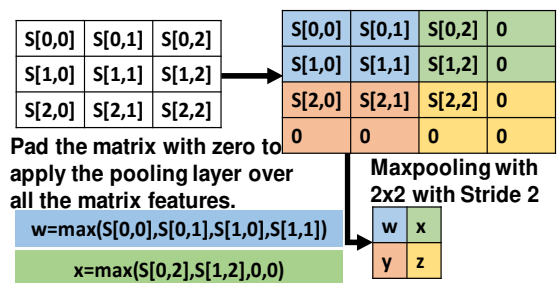 S[0,0] S[0,1] S[0,2]
S[1,0] S[1,1] S[1,2]
S[2,0] S[2,1] S[2,2]
S[0,0] S[0,1] S[0,2] 0
S[1,0] S[1,1] S[1,2] 0
S[2,0] S[2,1] S[2,2] 0
0 0 0 0
Pad the matrix with zero to
apply the pooling layer over
all the matrix features.
Maxpooling with
2x2 with Stride 2
w=max(S[0,0],S[0,1],S[1,0],S[1,1])
x=max(S[0,2],S[1,2],0,0)
w x
y z